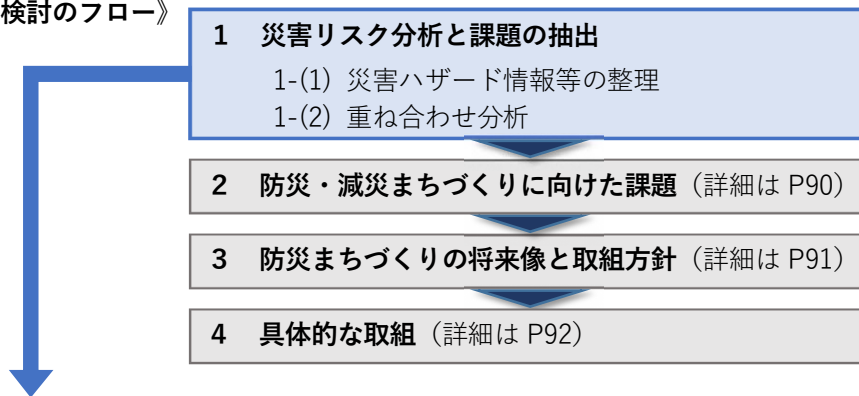 検討のフロー》
1 災害リスク分析と課題の抽出
1-(1) 災害ハザード情報等の整理
1-(2) 重ね合わせ分析
2 防災・減災まちづくりに向けた課題（詳細は P90）
3 防災まちづくりの将来像と取組方針（詳細は P91）
4 具体的な取組（詳細は P92）